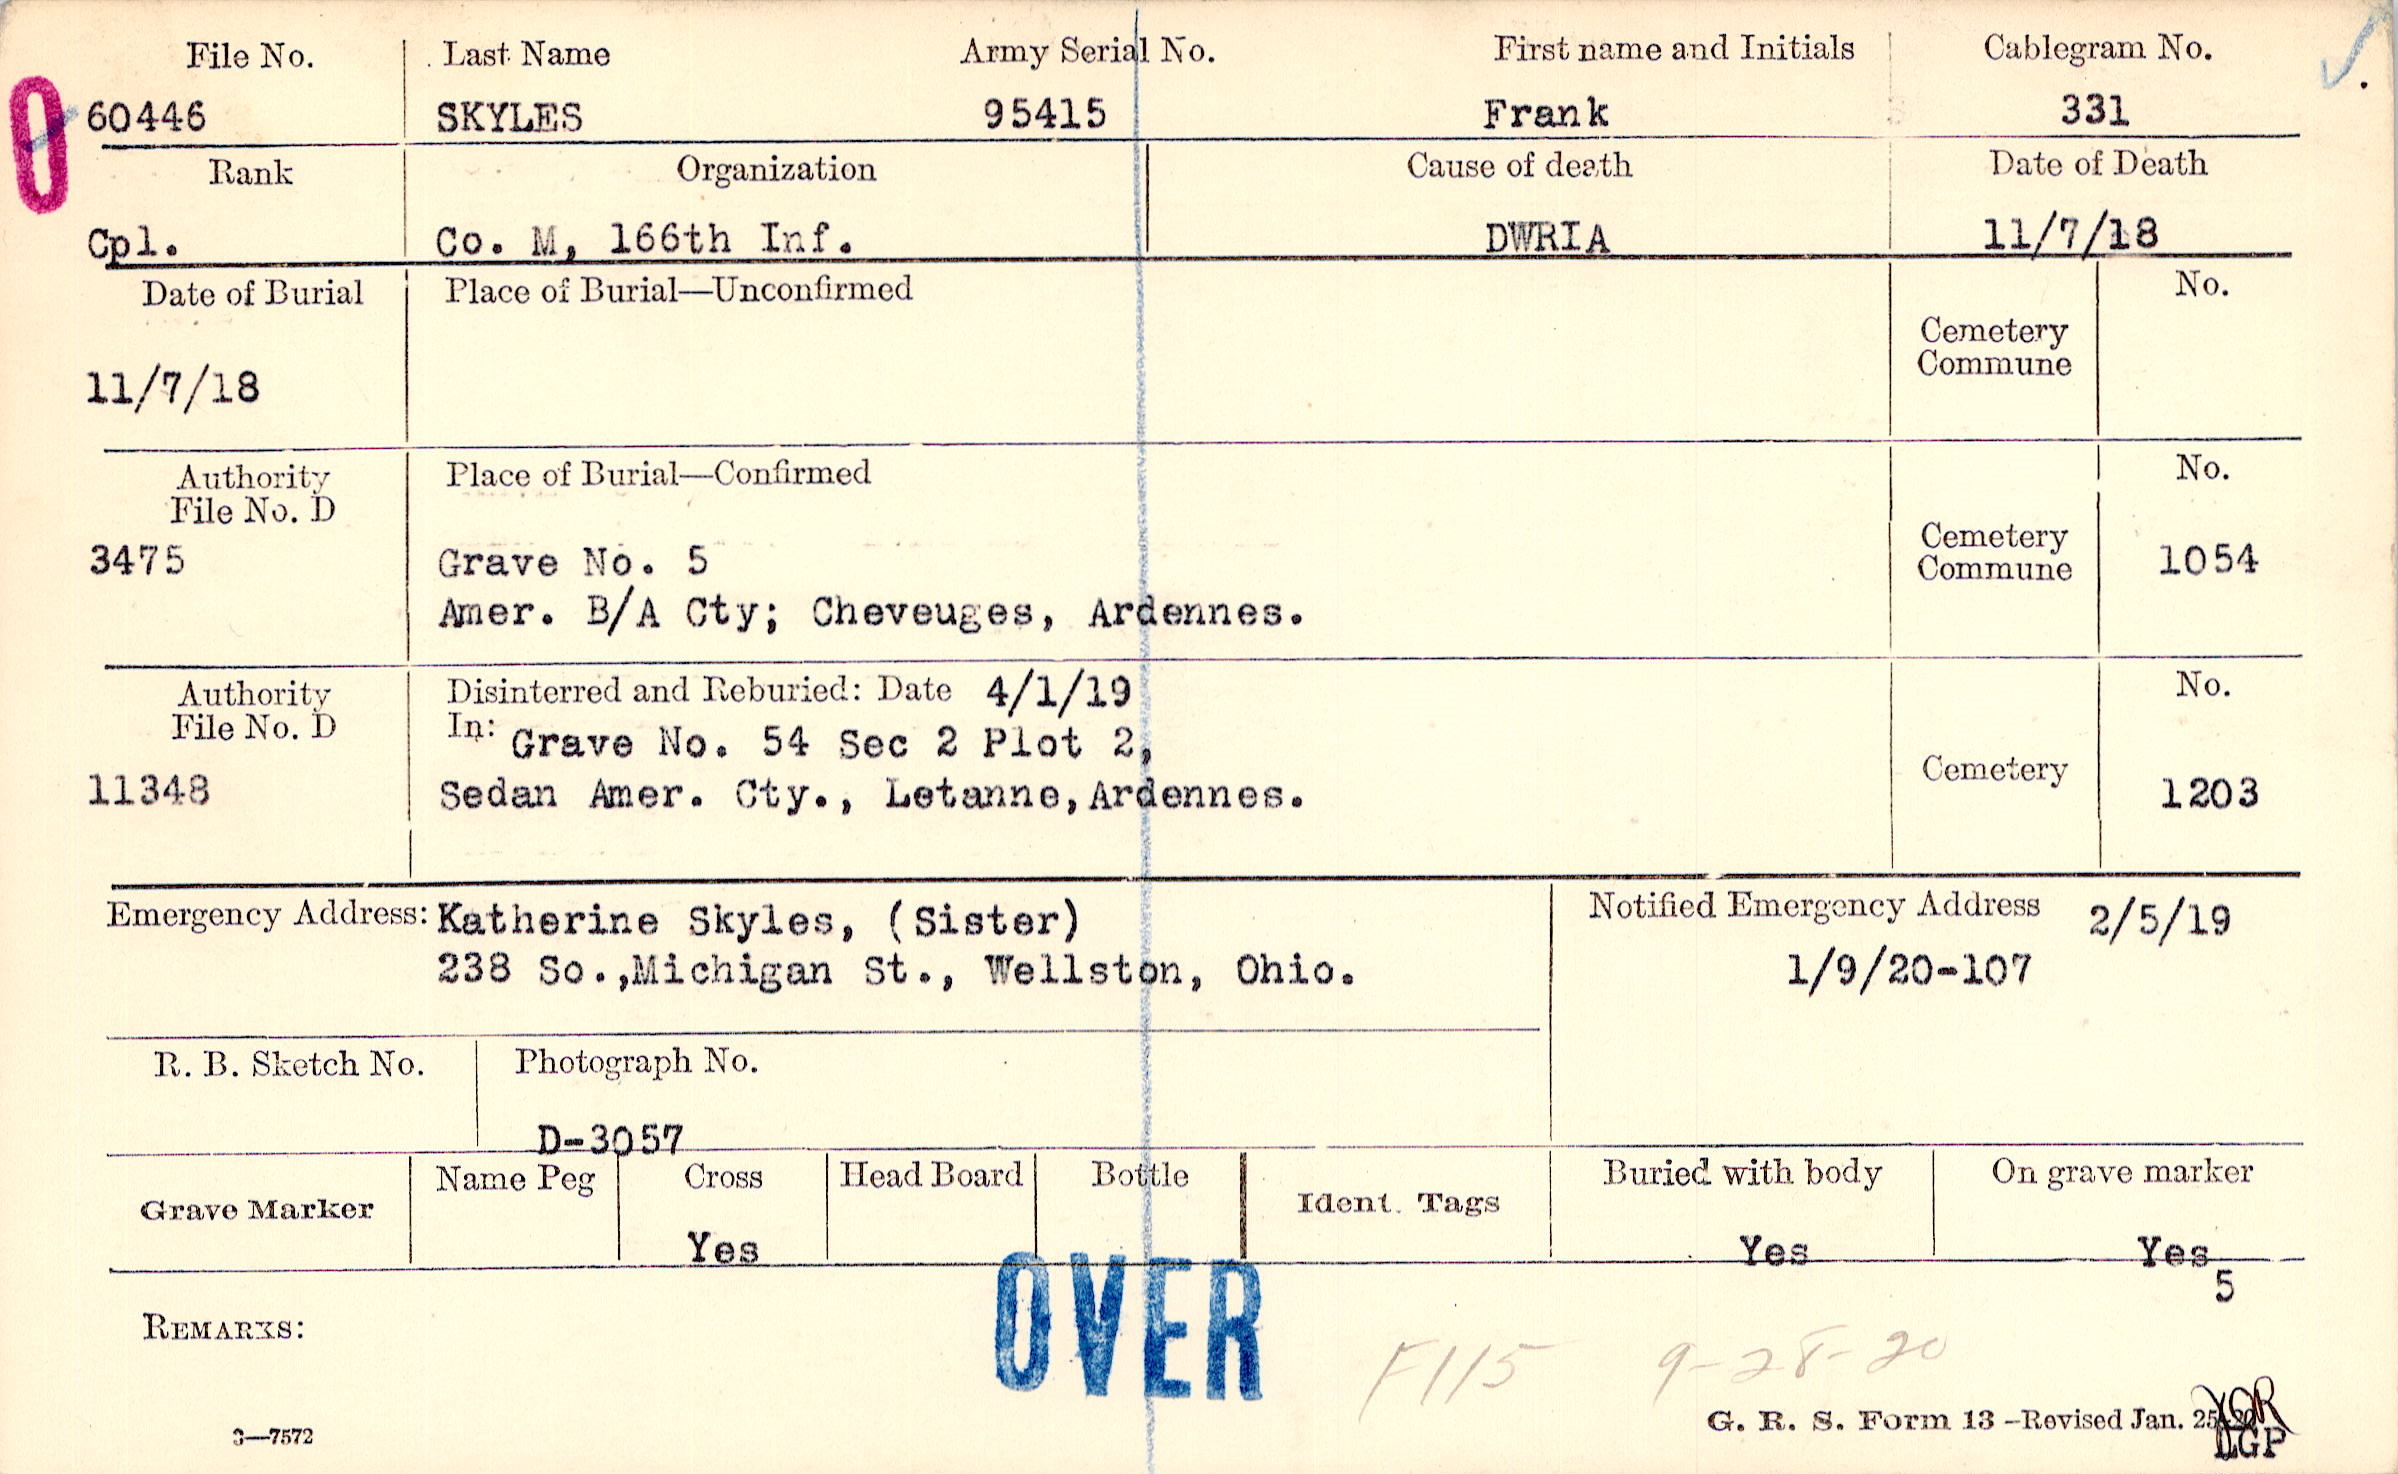 File No. Last Name Army Serial No. First name and Initials Cablegram No.
60446 SKYLES 95415 Frank 331
Rank Organization Cause of death Date of Death
Cpl. Co. M, 166th Inf. DWRIA 11/7/18
Date of Burial Place of Burial—Unconfirmed No.
Cemetery
Commune
11/7/18
Authority Place of Burial—Confirmed No.
File No. D
Cemetery
3475 Grave No. 5 Commune 1054
Amer. B/A Cty; Cheveuges, Ardennes.
Authority Disinterred and Reburied: Date 4/1/19 No.
File No. D In: Grave No. 54 Sec 2 Plot 2,
Cemetery
11348 Sedan Amer. Cty., Letanne, Ardennes. 1203
Emergency Address: Katherine Skyles, (Sister) Notified Emergency Address 2/5/19
238 So.,Michigan St., Wellston, Ohio. 1/9/20-107
R. B. Sketch No. Photograph No.
D-3057
Name Peg Cross Head Board Bottle Buried with body On grave marker
Grave Marker Ident. Tags
Yes Yes Yes
5
OVER
REMARKS:
F115 9-28-20
G. R. S. Form 13 –Revised Jan. 25
3—7572